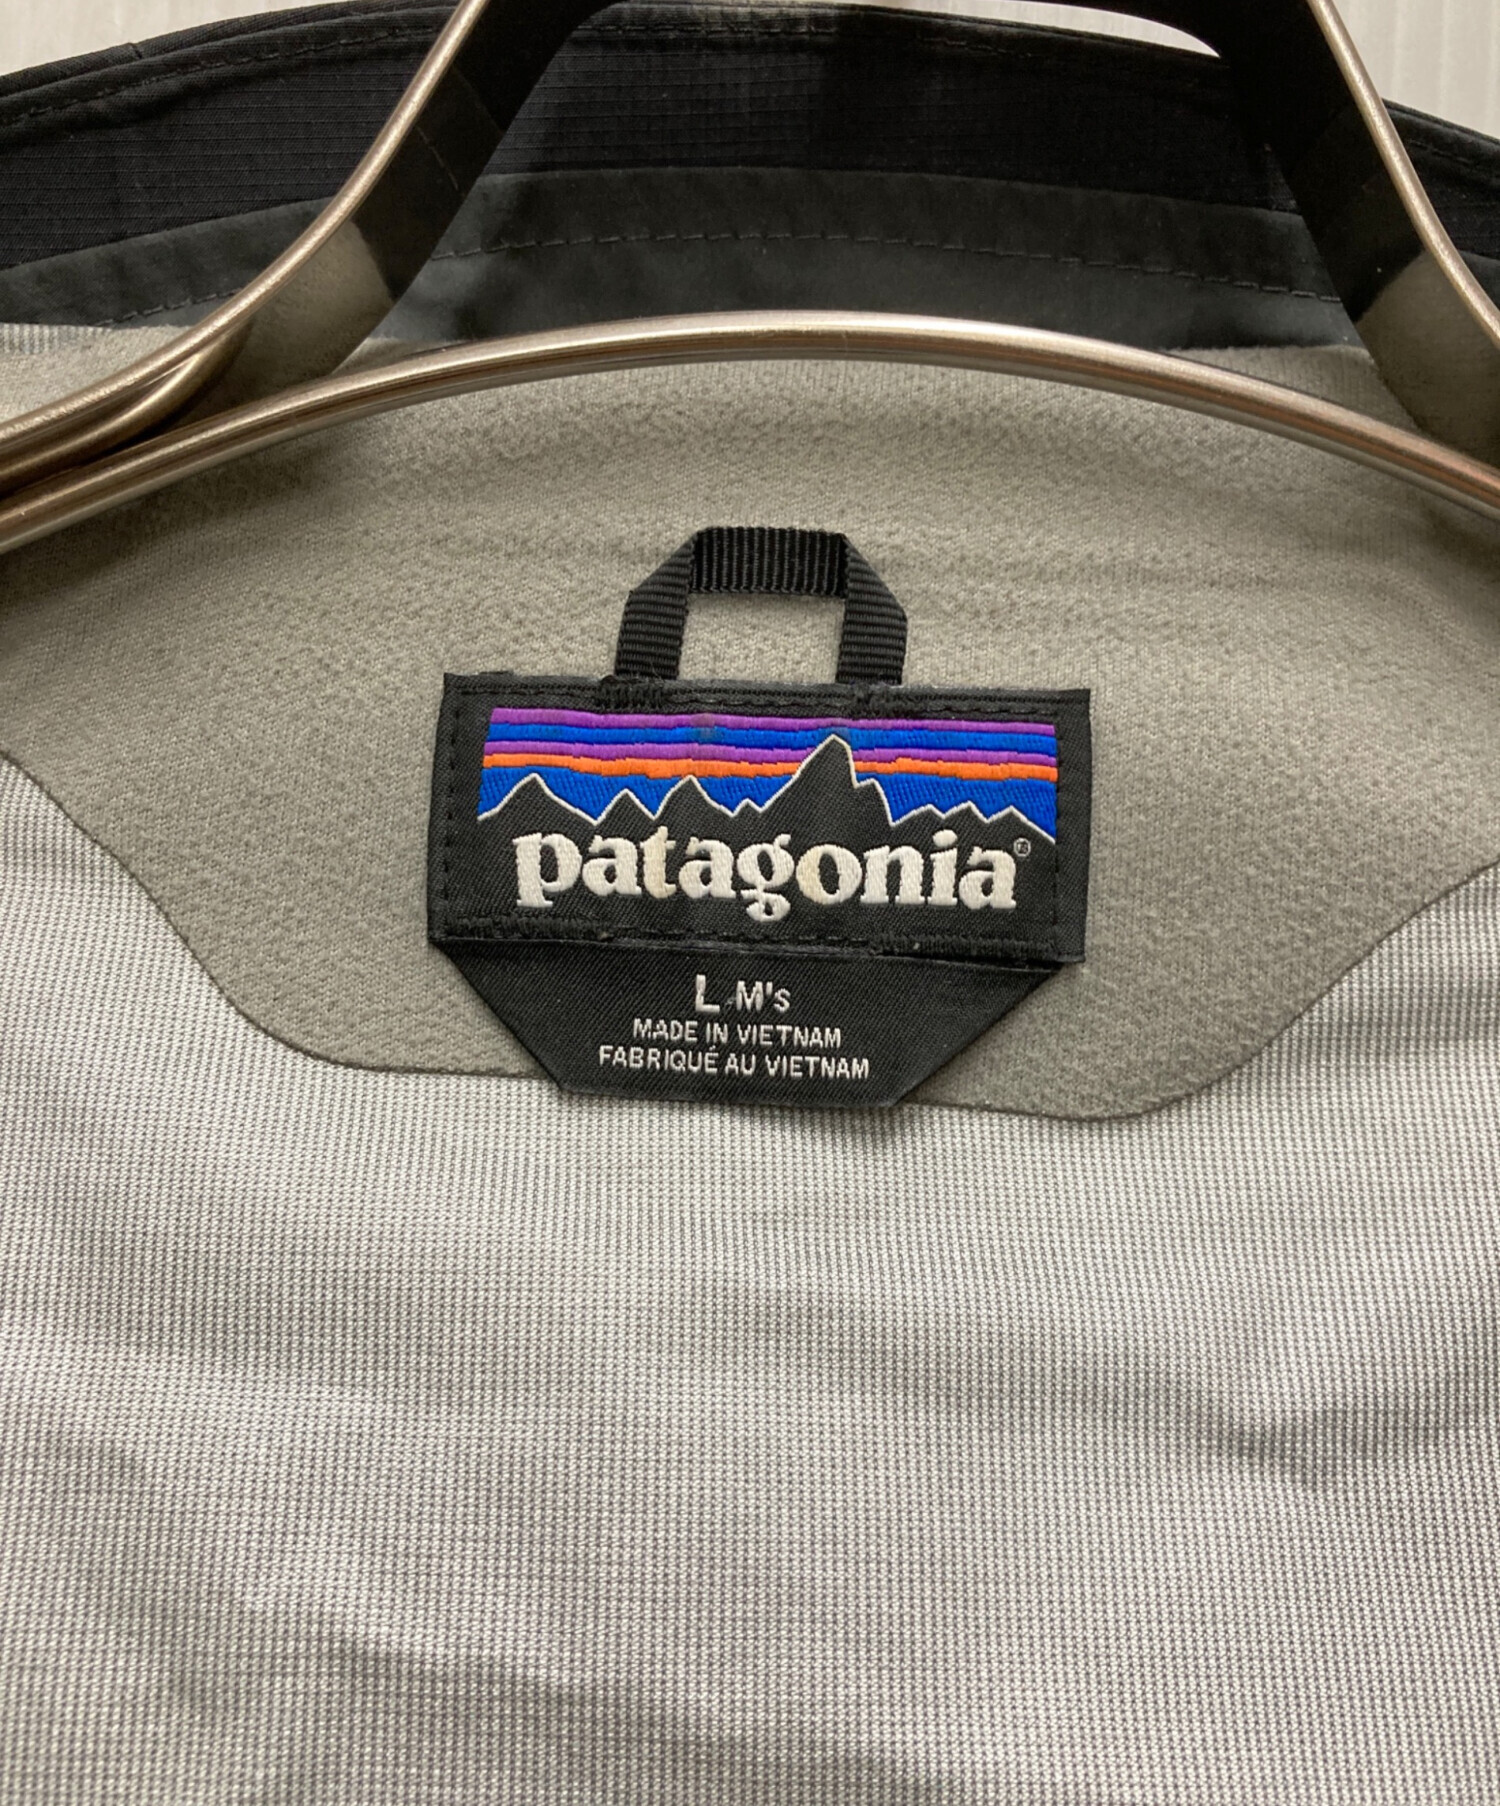 patagonia®
L M's
MADE IN VIETNAM
FABRIQUÉ AU VIETNAM